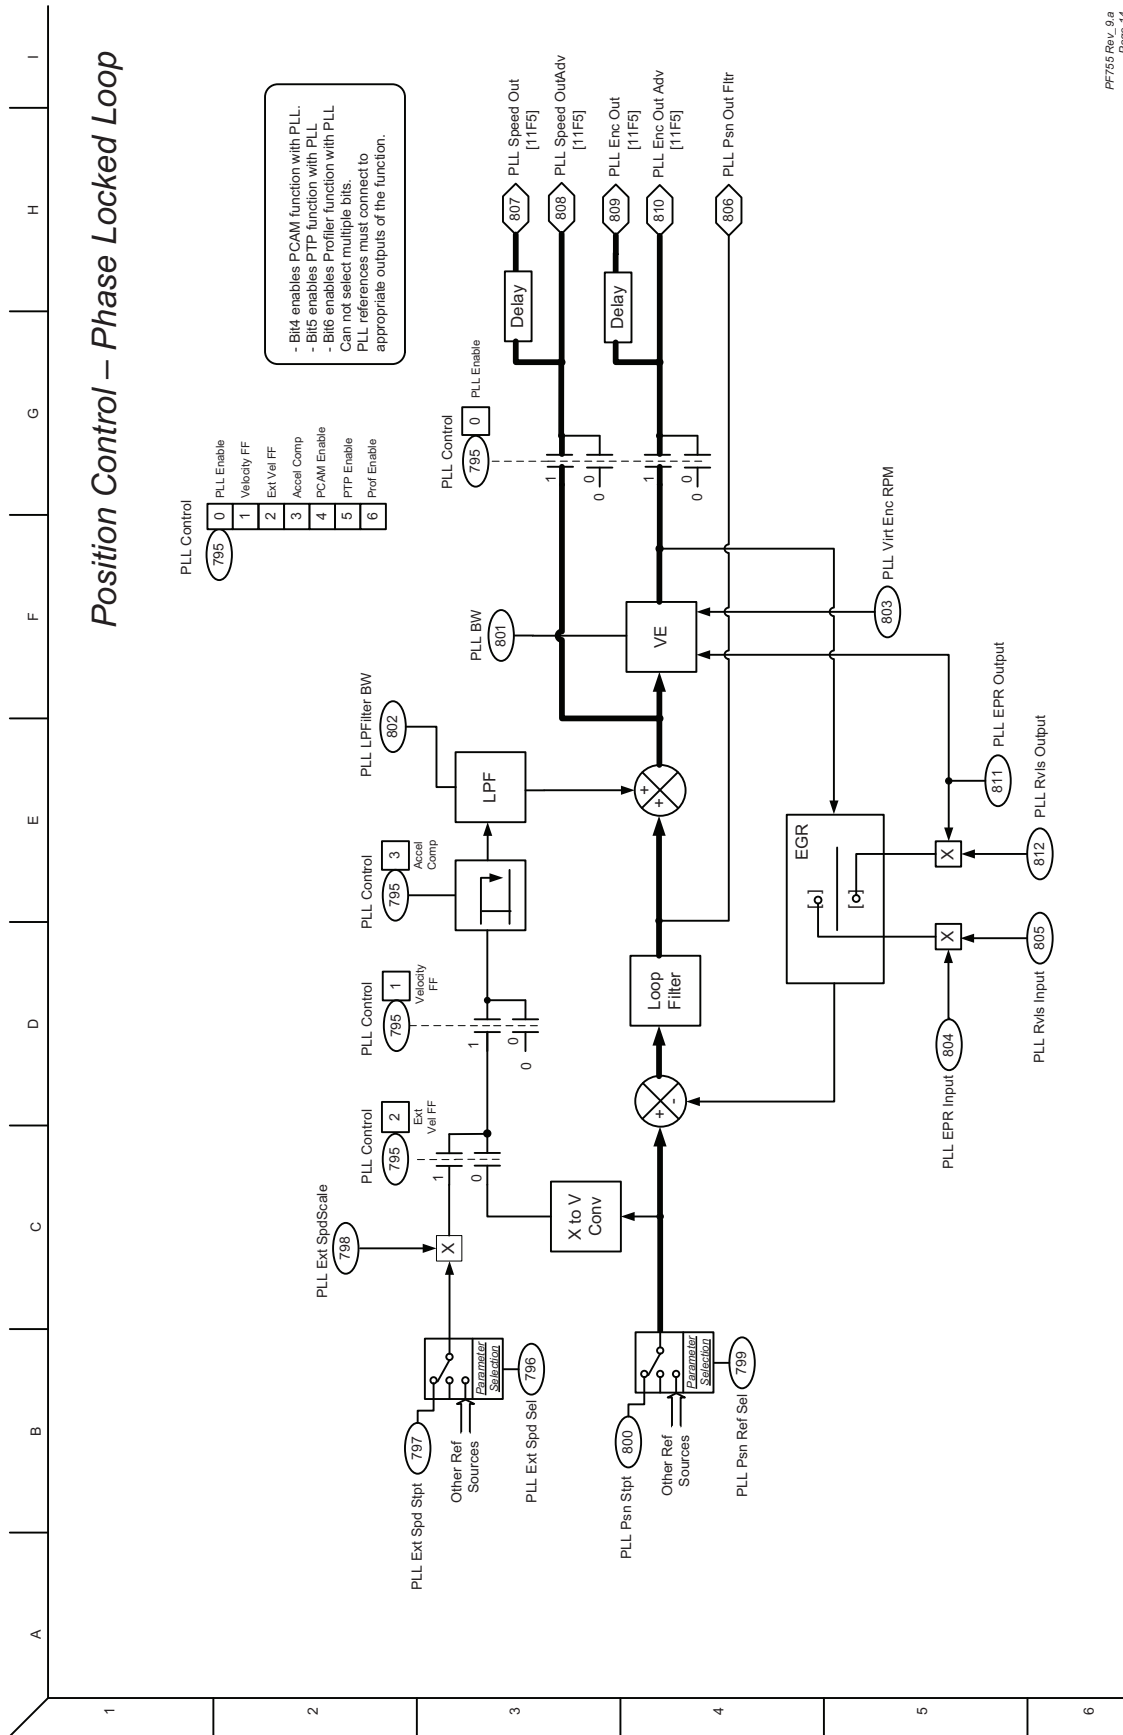 Position Control – Phase Locked Loop
A
B
C
D
E
F
G
H
I
1
2
3
4
5
6
PLL Control
795
0 PLL Enable
1 Velocity FF
2 Ext Vel FF
3 Accel Comp
4 PCAM Enable
5 PTP Enable
6 Prof Enable
- Bit4 enables PCAM function with PLL.
- Bit5 enables PTP function with PLL
- Bit6 enables Profiler function with PLL
Can not select multiple bits.
PLL references must connect to
appropriate outputs of the function.
PLL Ext SpdScale
798
PLL Control
795
2
Ext
Vel FF
PLL Control
795
1
Velocity
FF
PLL Control
795
3
Accel
Comp
PLL LPFilter BW
802
PLL BW
801
PLL Control
795
0
PLL Enable
PLL Ext Spd Stpt
797
Other Ref
Sources
Parameter
Selection
PLL Ext Spd Sel
796
X
1
0
1
0
0
LPF
1
0
0
Delay
807
PLL Speed Out
[11F5]
808
PLL Speed OutAdv
[11F5]
X to V
Conv
PLL Psn Stpt
800
Other Ref
Sources
Parameter
Selection
PLL Psn Ref Sel
799
+
-
Loop
Filter
+
+
VE
1
0
0
Delay
809
PLL Enc Out
[11F5]
810
PLL Enc Out Adv
[11F5]
806
PLL Psn Out Fltr
EGR
[ ]
[ ]
803
PLL Virt Enc RPM
PLL EPR Input
804
X
X
805
PLL Rvls Input
812
PLL Rvls Output
811
PLL EPR Output
PF755 Rev_9.a
Page 14